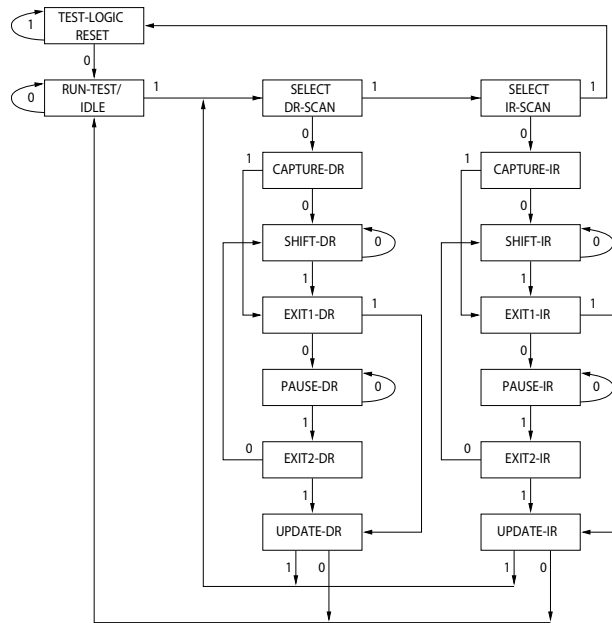 TEST-LOGIC
RESET
1
0
RUN-TEST/
IDLE
0
1
SELECT
DR-SCAN
1
SELECT
IR-SCAN
1
0
0
CAPTURE-DR
1
CAPTURE-IR
1
0
0
SHIFT-DR
0
SHIFT-IR
0
1
1
EXIT1-DR
1
EXIT1-IR
1
0
0
PAUSE-DR
0
PAUSE-IR
0
1
1
0
EXIT2-DR
0
EXIT2-IR
1
1
UPDATE-DR
UPDATE-IR
1
0
1
0